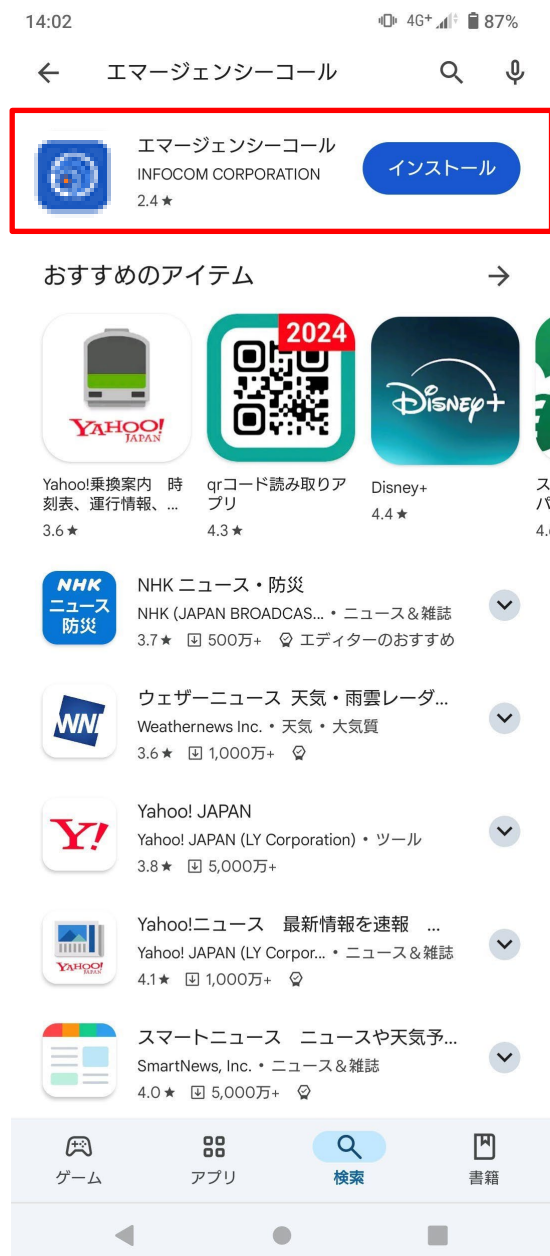 14:02 4G+ 87%
エマージェンシーコール
エマージェンシーコール
INFOCOM CORPORATION
2.4★
インストール
おすすめのアイテム
YAHOO!
JAPAN
2024
Disney+
Yahoo!乗換案内 時
刻表、運行情報、...
3.6★
qrコード読み取りア
プリ
4.3★
Disney+
4.4★
ス
パ
4.
NHK
ニュース
防災
NHK ニュース・防災
NHK (JAPAN BROADCAS... • ニュース＆雑誌
3.7★ 500万+ エディターのおすすめ
WNI
ウェザーニュース 天気・雨雲レーダ...
Weathernews Inc. • 天気・大気質
3.6★ 1,000万+
Y!
Yahoo! JAPAN
Yahoo! JAPAN (LY Corporation) • ツール
3.8★ 5,000万+
YAHOO!
JAPAN
Yahoo!ニュース 最新情報を速報 ...
Yahoo! JAPAN (LY Corpor... • ニュース＆雑誌
4.1★ 1,000万+
スマートニュース ニュースや天気予...
SmartNews, Inc. • ニュース＆雑誌
4.0★ 5,000万+
ゲーム
アプリ
検索
書籍